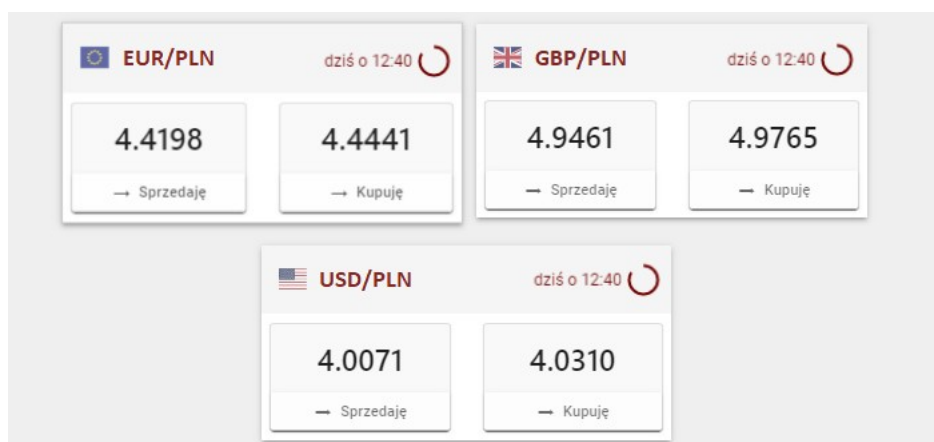 EUR/PLN dziś o 12:40
4.4198 4.4441
→ Sprzedaję → Kupuję
GBP/PLN dziś o 12:40
4.9461 4.9765
→ Sprzedaję → Kupuję
USD/PLN dziś o 12:40
4.0071 4.0310
→ Sprzedaję → Kupuję